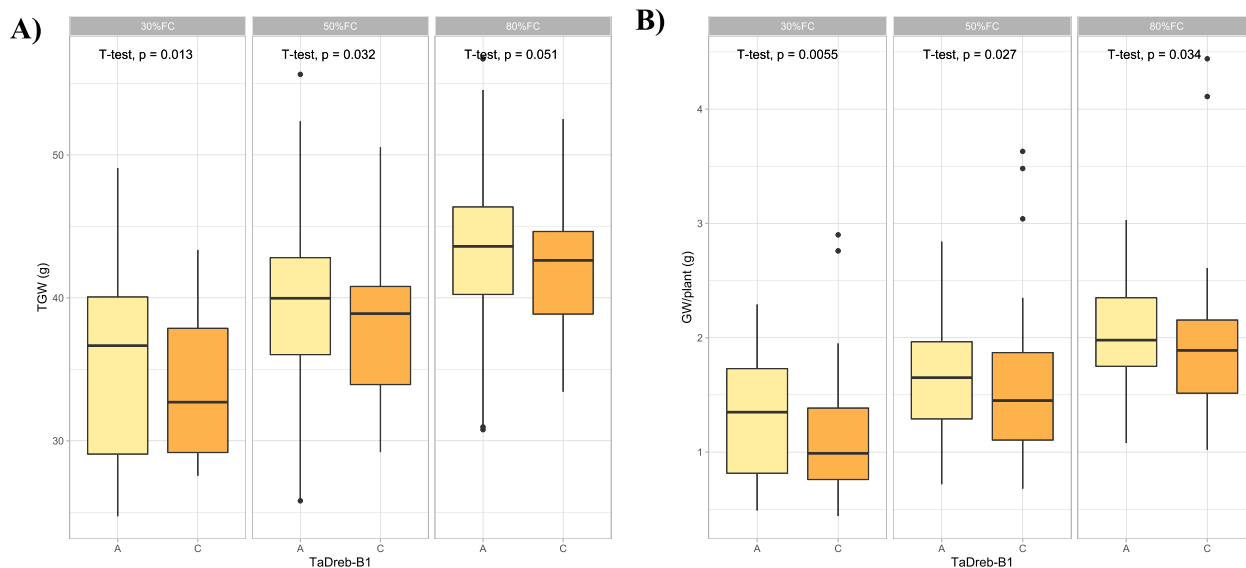 A)
30%FC 50%FC 80%FC
T-test, p = 0.013 T-test, p = 0.032 T-test, p = 0.051
50
40
30
TGW (g)
A C A C A C
TaDreb-B1
B)
30%FC 50%FC 80%FC
T-test, p = 0.0055 T-test, p = 0.027 T-test, p = 0.034
4
3
2
1
GW/plant (g)
A C A C A C
TaDreb-B1